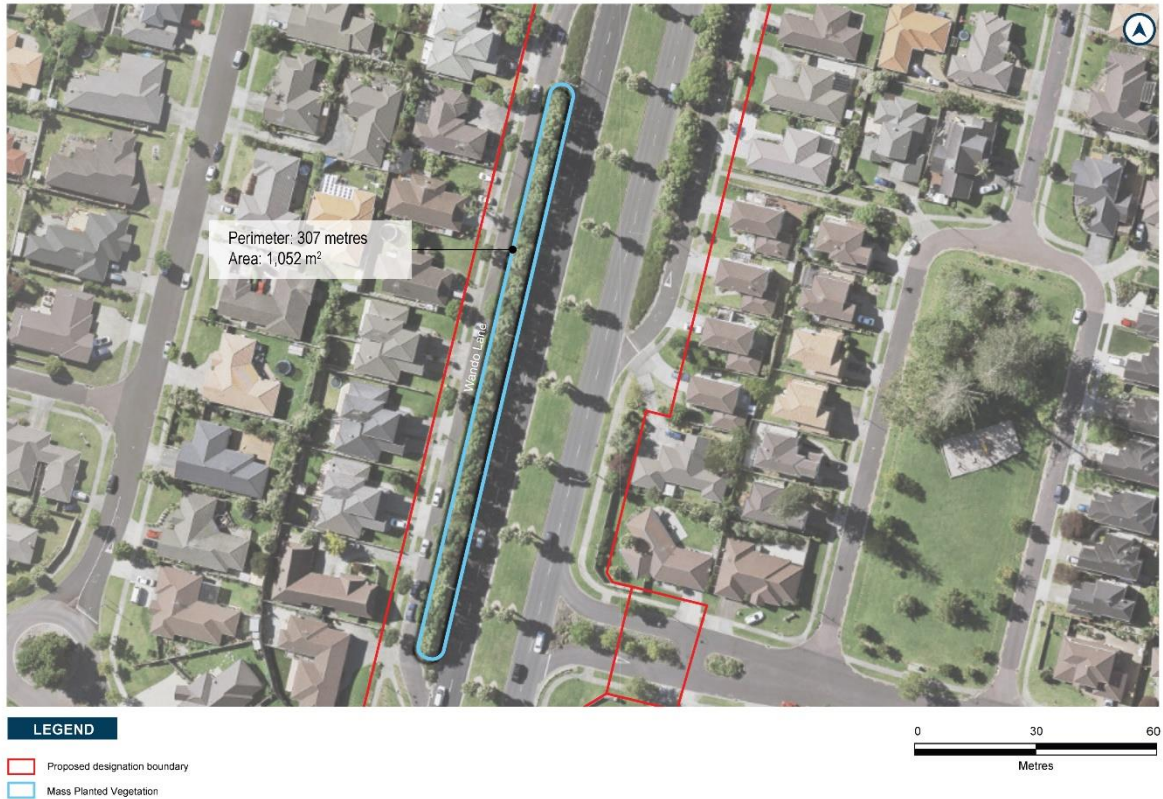 Perimeter: 307 metres
Area: 1,052 m²
Wando Lane
LEGEND
Proposed designation boundary
Mass Planted Vegetation
0 30 60
Metres